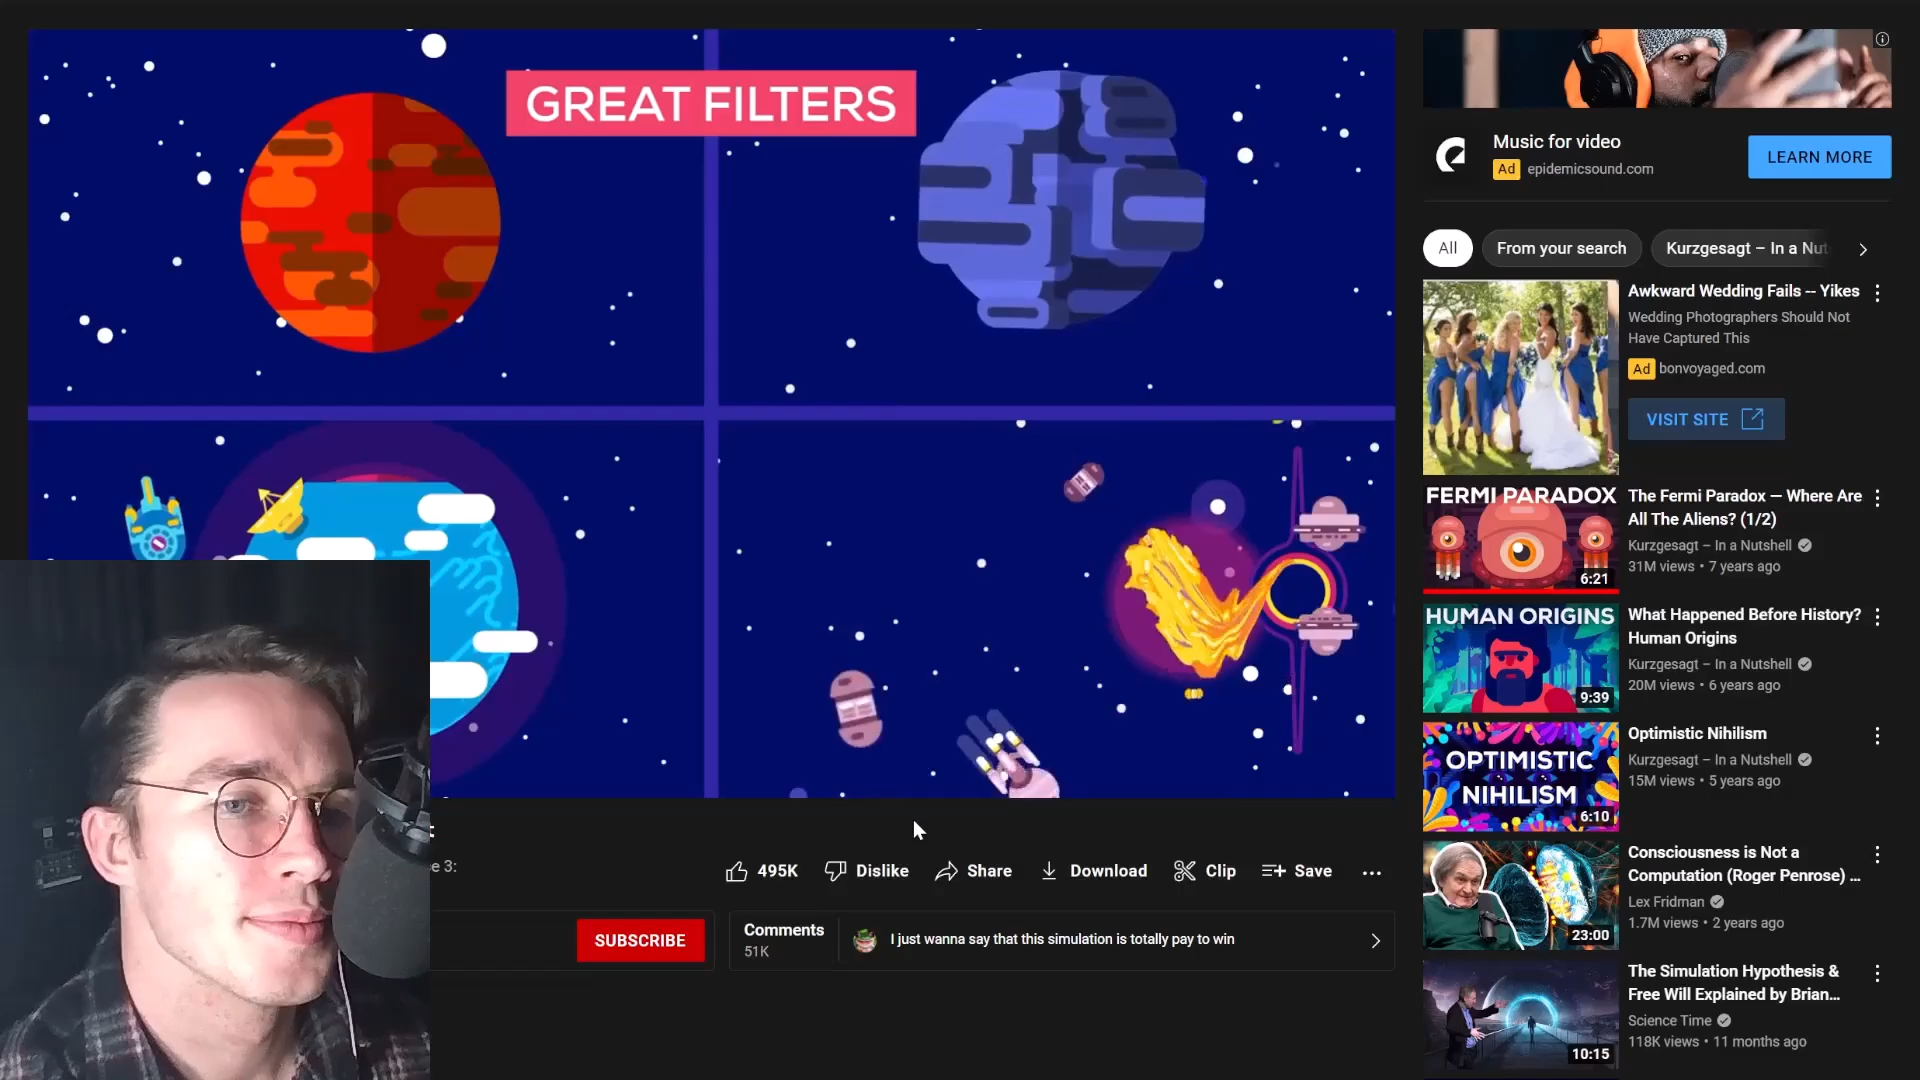 GREAT FILTERS
e 3:
495K
Dislike
Share
Download
Clip
Save
SUBSCRIBE
Comments
51K
I just wanna say that this simulation is totally pay to win
Music for video
Ad epidemicsound.com
LEARN MORE
All
From your search
Kurzgesagt – In a Nut
Awkward Wedding Fails -- Yikes
Wedding Photographers Should Not
Have Captured This
Ad bonvoyaged.com
VISIT SITE
FERMI PARADOX
6:21
The Fermi Paradox — Where Are
All The Aliens? (1/2)
Kurzgesagt – In a Nutshell
31M views • 7 years ago
HUMAN ORIGINS
9:39
What Happened Before History?
Human Origins
Kurzgesagt – In a Nutshell
20M views • 6 years ago
OPTIMISTIC
NIHILISM
6:10
Optimistic Nihilism
Kurzgesagt – In a Nutshell
15M views • 5 years ago
23:00
Consciousness is Not a
Computation (Roger Penrose) ...
Lex Fridman
1.7M views • 2 years ago
10:15
The Simulation Hypothesis &
Free Will Explained by Brian...
Science Time
118K views • 11 months ago